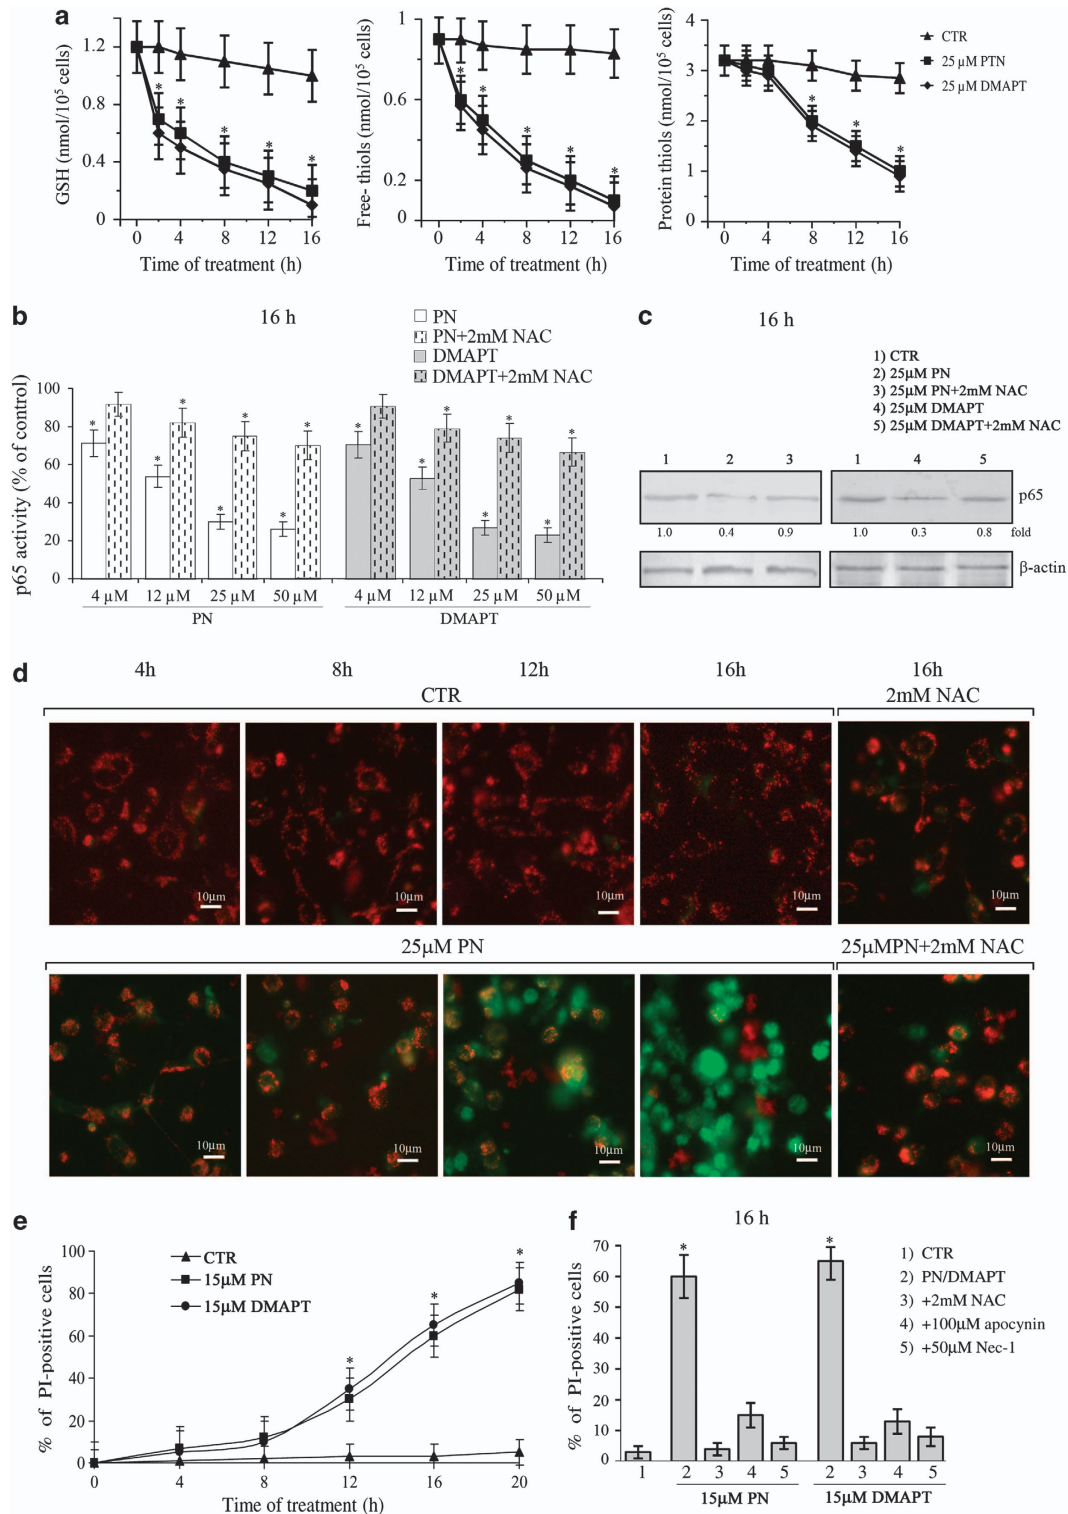 a
GSH (nmol/10⁵ cells)
1.2
0.8
0.4
0
0 4 8 12 16
Time of treatment (h)
* * * * *
Free- thiols (nmol/10⁵ cells)
1
0.6
0.2
0
0 4 8 12 16
Time of treatment (h)
* * * * *
Protein thiols (nmol/10⁵ cells)
4
3
2
1
0
0 4 8 12 16
Time of treatment (h)
* * *
CTR
25 µM PTN
25 µM DMAPT
b
16 h
PN
PN+2mM NAC
DMAPT
DMAPT+2mM NAC
p65 activity (% of control)
100
80
60
40
20
0
* * * * * * * * * * * * * *
4 µM 12 µM 25 µM 50 µM 4 µM 12 µM 25 µM 50 µM
PN DMAPT
c
16 h
1) CTR
2) 25µM PN
3) 25µM PN+2mM NAC
4) 25µM DMAPT
5) 25µM DMAPT+2mM NAC
1 2 3 1 4 5
p65
1.0 0.4 0.9 1.0 0.3 0.8 fold
β-actin
d
4h 8h 12h 16h 16h
CTR 2mM NAC
10µm 10µm 10µm 10µm 10µm
25µM PN 25µMPN+2mM NAC
10µm 10µm 10µm 10µm 10µm
e
CTR
15µM PN
15µM DMAPT
% of PI-positive cells
100
80
60
40
20
0
* * *
0 4 8 12 16 20
Time of treatment (h)
f
16 h
% of PI-positive cells
70
60
50
40
30
20
10
0
* *
1 2 3 4 5 2 3 4 5
15µM PN 15µM DMAPT
1) CTR
2) PN/DMAPT
3) +2mM NAC
4) +100µM apocynin
5) +50µM Nec-1